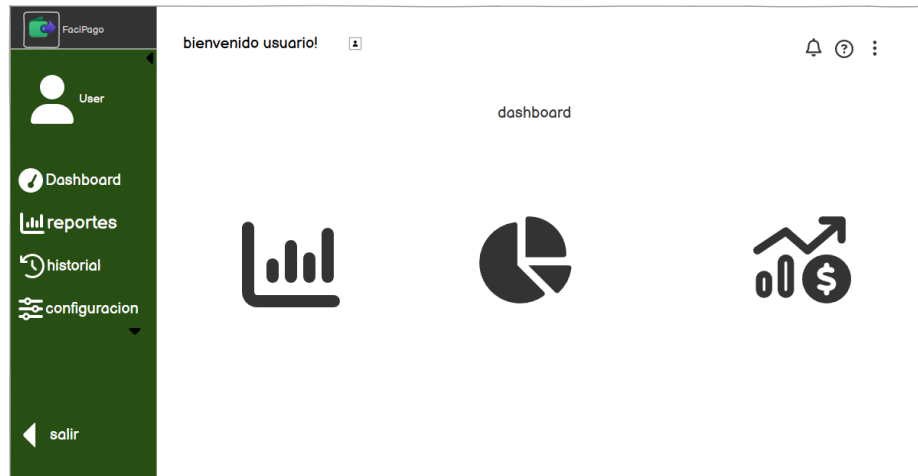 FaciPago
bienvenido usuario!
User
dashboard
Dashboard
reportes
historial
configuracion
salir